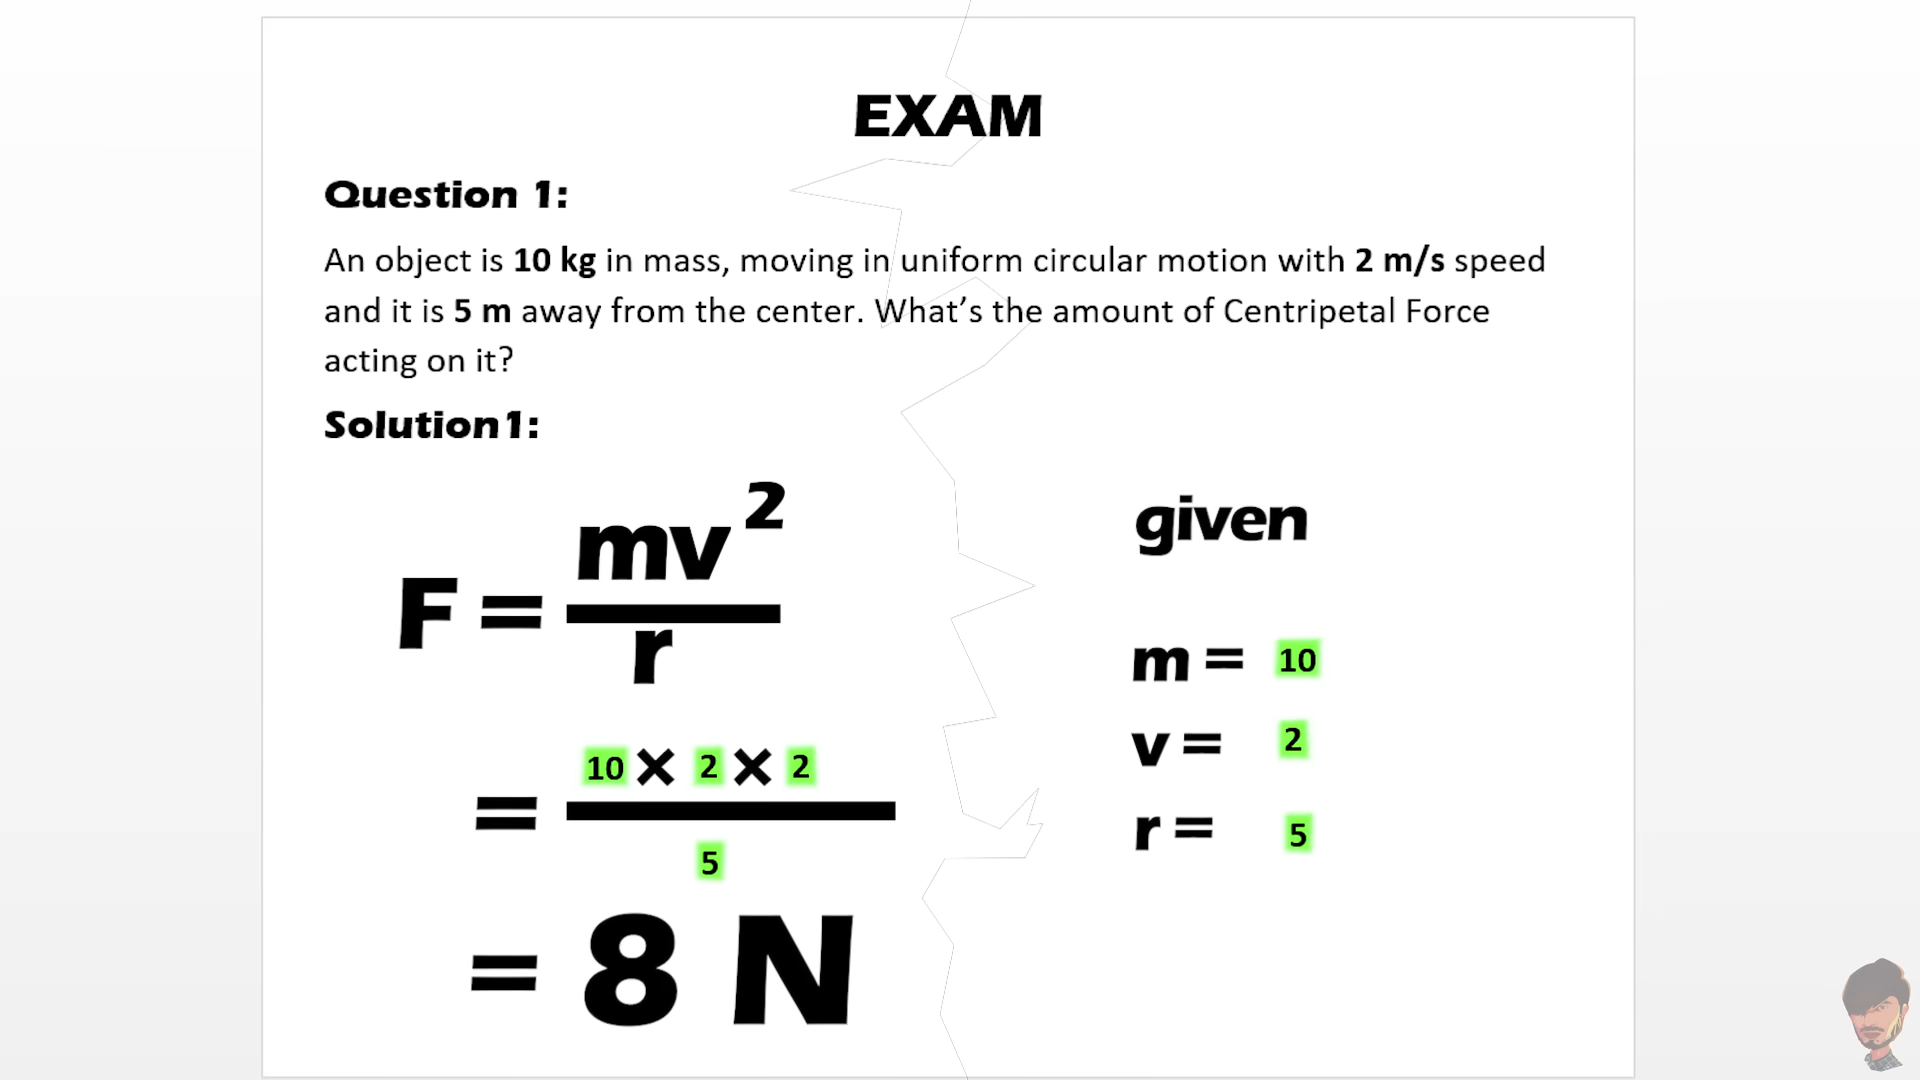 EXAM
Question 1:
An object is 10 kg in mass, moving in uniform circular motion with 2 m/s speed
and it is 5 m away from the center. What’s the amount of Centripetal Force
acting on it?
Solution1:
F = mv²
r
= 10 × 2 × 2
5
= 8 N
given
m = 10
v = 2
r = 5